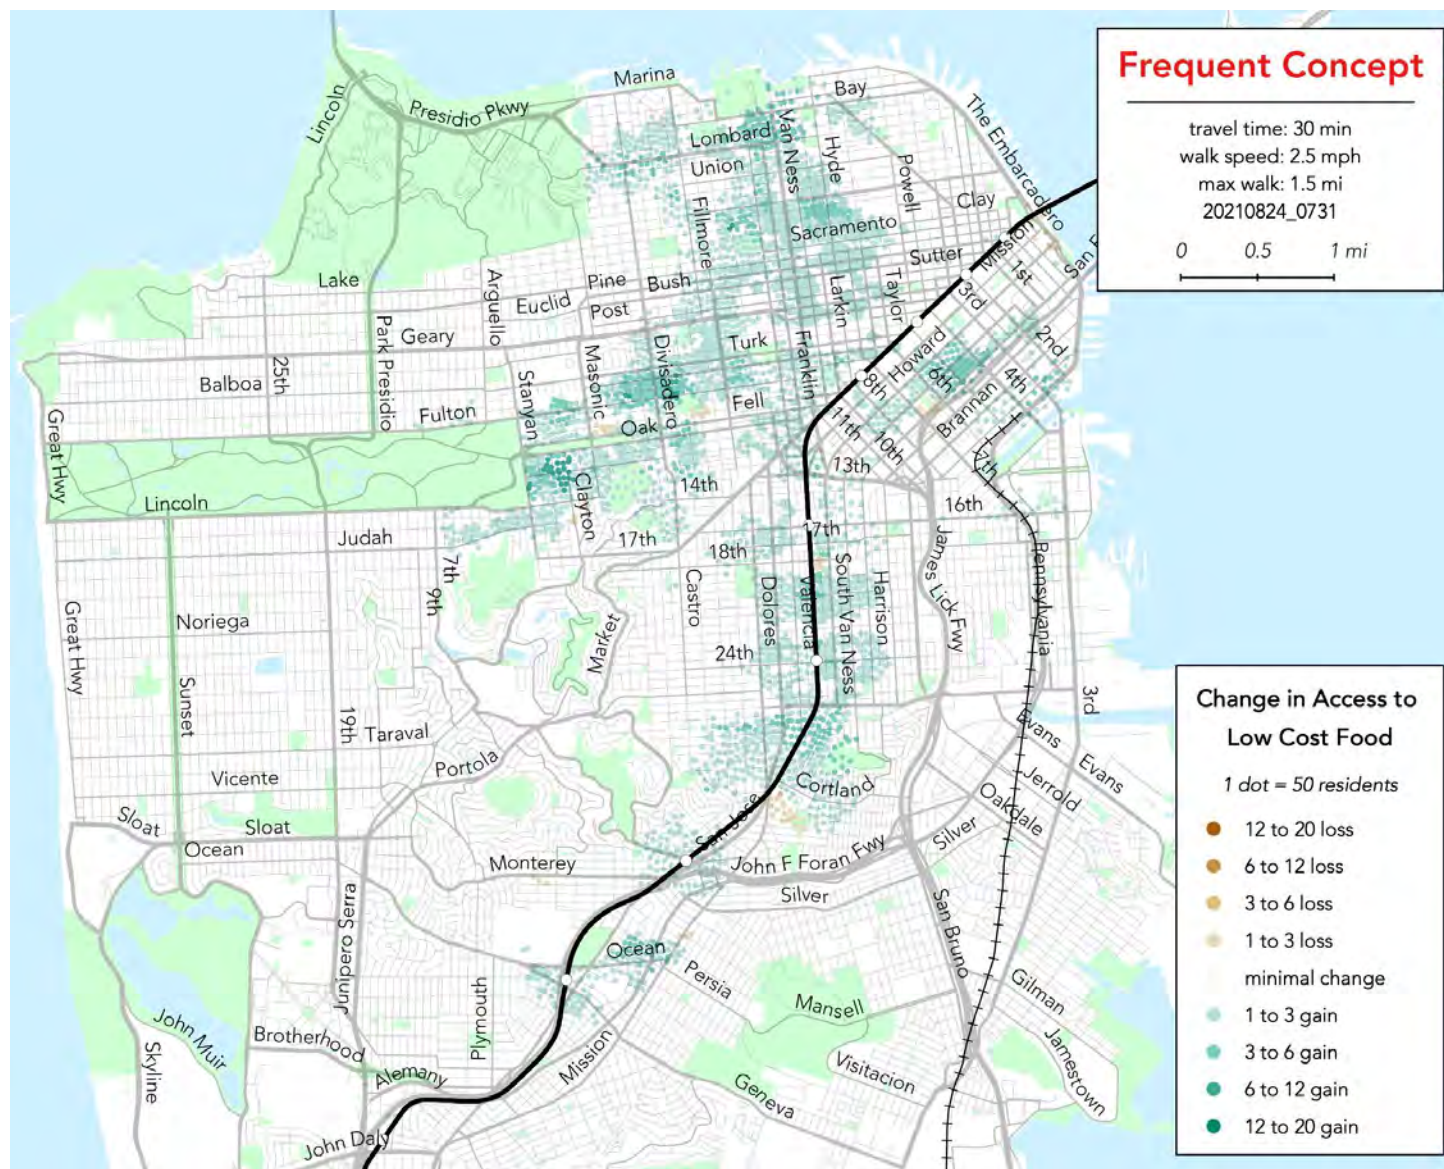 Frequent Concept
travel time: 30 min
walk speed: 2.5 mph
max walk: 1.5 mi
20210824_0731
0 0.5 1 mi
Marina
Bay
Lincoln
Presidio Pkwy
The Embarcadero
Lombard
Van Ness
Union
Hyde
Powell
Clay
Fillmore
Sacramento
Mission
Sutter
1st
San F
Lake
Arguello
Pine
Bush
Euclid
Post
Larkin
Taylor
3rd
Geary
Park Presidio
Masonic
Divisadero
Turk
Franklin
Howard
2nd
25th
Balboa
Stanyan
8th
6th
4th
Fulton
Oak
Fell
Brannan
Great Hwy
11th
10th
7th
13th
Lincoln
Clayton
14th
16th
Judah
17th
18th
17th
7th
9th
Castro
Dolores
Valencia
South Van Ness
Harrison
James Lick Fwy
Pennsylvania
Great Hwy
Noriega
Market
24th
Sunset
19th
Taraval
3rd
Evans
Evans
Vicente
Portola
Cortland
Jerrold
Oakdale
Sloat
Sloat
San Jose
Silver
Ocean
Monterey
John F Foran Fwy
Silver
Junipero Serra
San Bruno
Ocean
Persia
Plymouth
Mansell
Gilman
John Muir
Skyline
Brotherhood
Mission
Jamestown
Alemany
Visitacion
Geneva
John Daly
Change in Access to
Low Cost Food
1 dot = 50 residents
12 to 20 loss
6 to 12 loss
3 to 6 loss
1 to 3 loss
minimal change
1 to 3 gain
3 to 6 gain
6 to 12 gain
12 to 20 gain